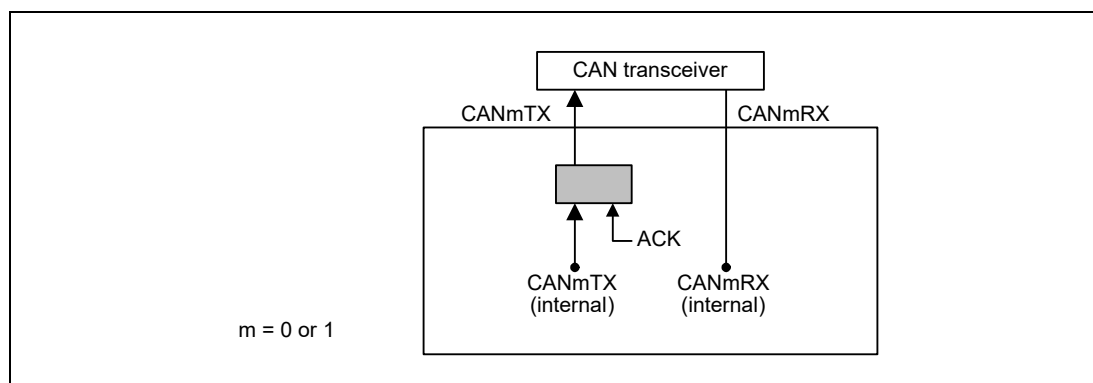 CAN transceiver
CANmTX
CANmRX
ACK
CANmTX
(internal)
CANmRX
(internal)
m = 0 or 1